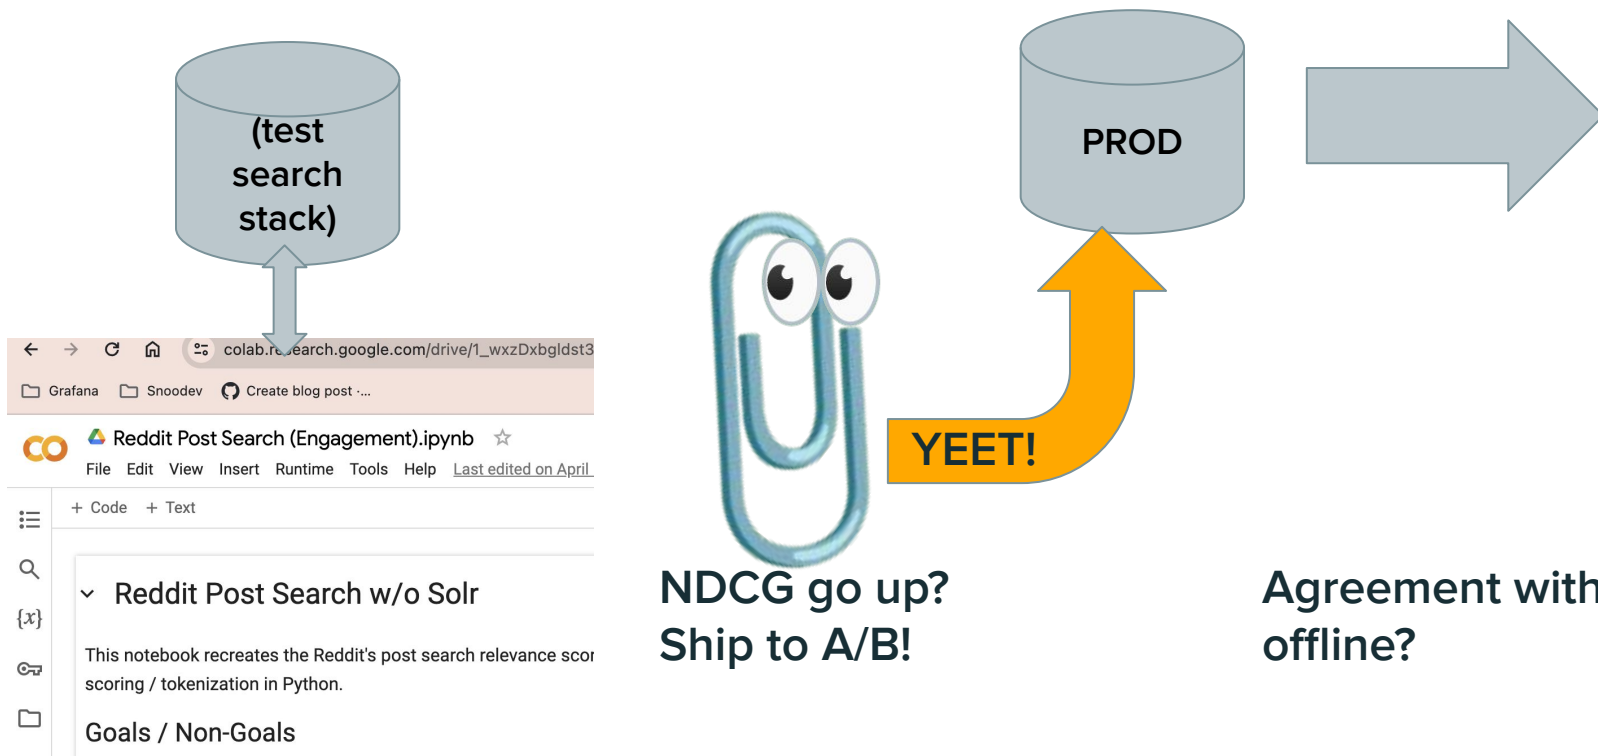 (test
search
stack)
PROD
colab.research.google.com/drive/1_wxzDxbgldst3
Grafana Snoodev Create blog post ·...
Reddit Post Search (Engagement).ipynb
File Edit View Insert Runtime Tools Help Last edited on April
+ Code + Text
Reddit Post Search w/o Solr
This notebook recreates the Reddit's post search relevance scor
scoring / tokenization in Python.
Goals / Non-Goals
{x}
YEET!
NDCG go up?
Ship to A/B!
Agreement with
offline?